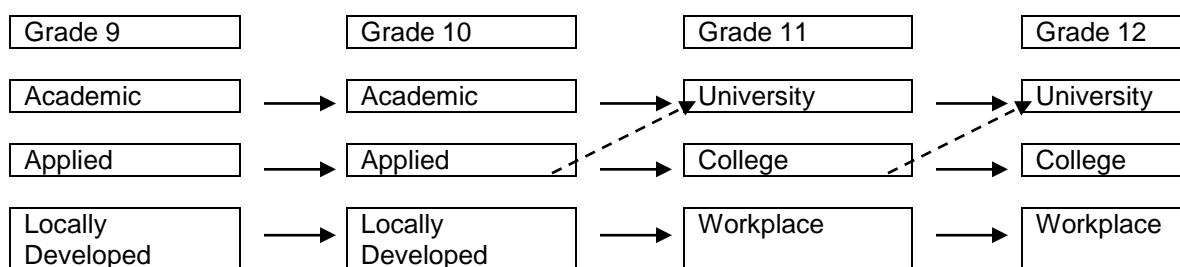 Grade 9 Grade 10 Grade 11 Grade 12
Academic Academic University University
Applied Applied College College
Locally Locally Workplace Workplace
Developed Developed